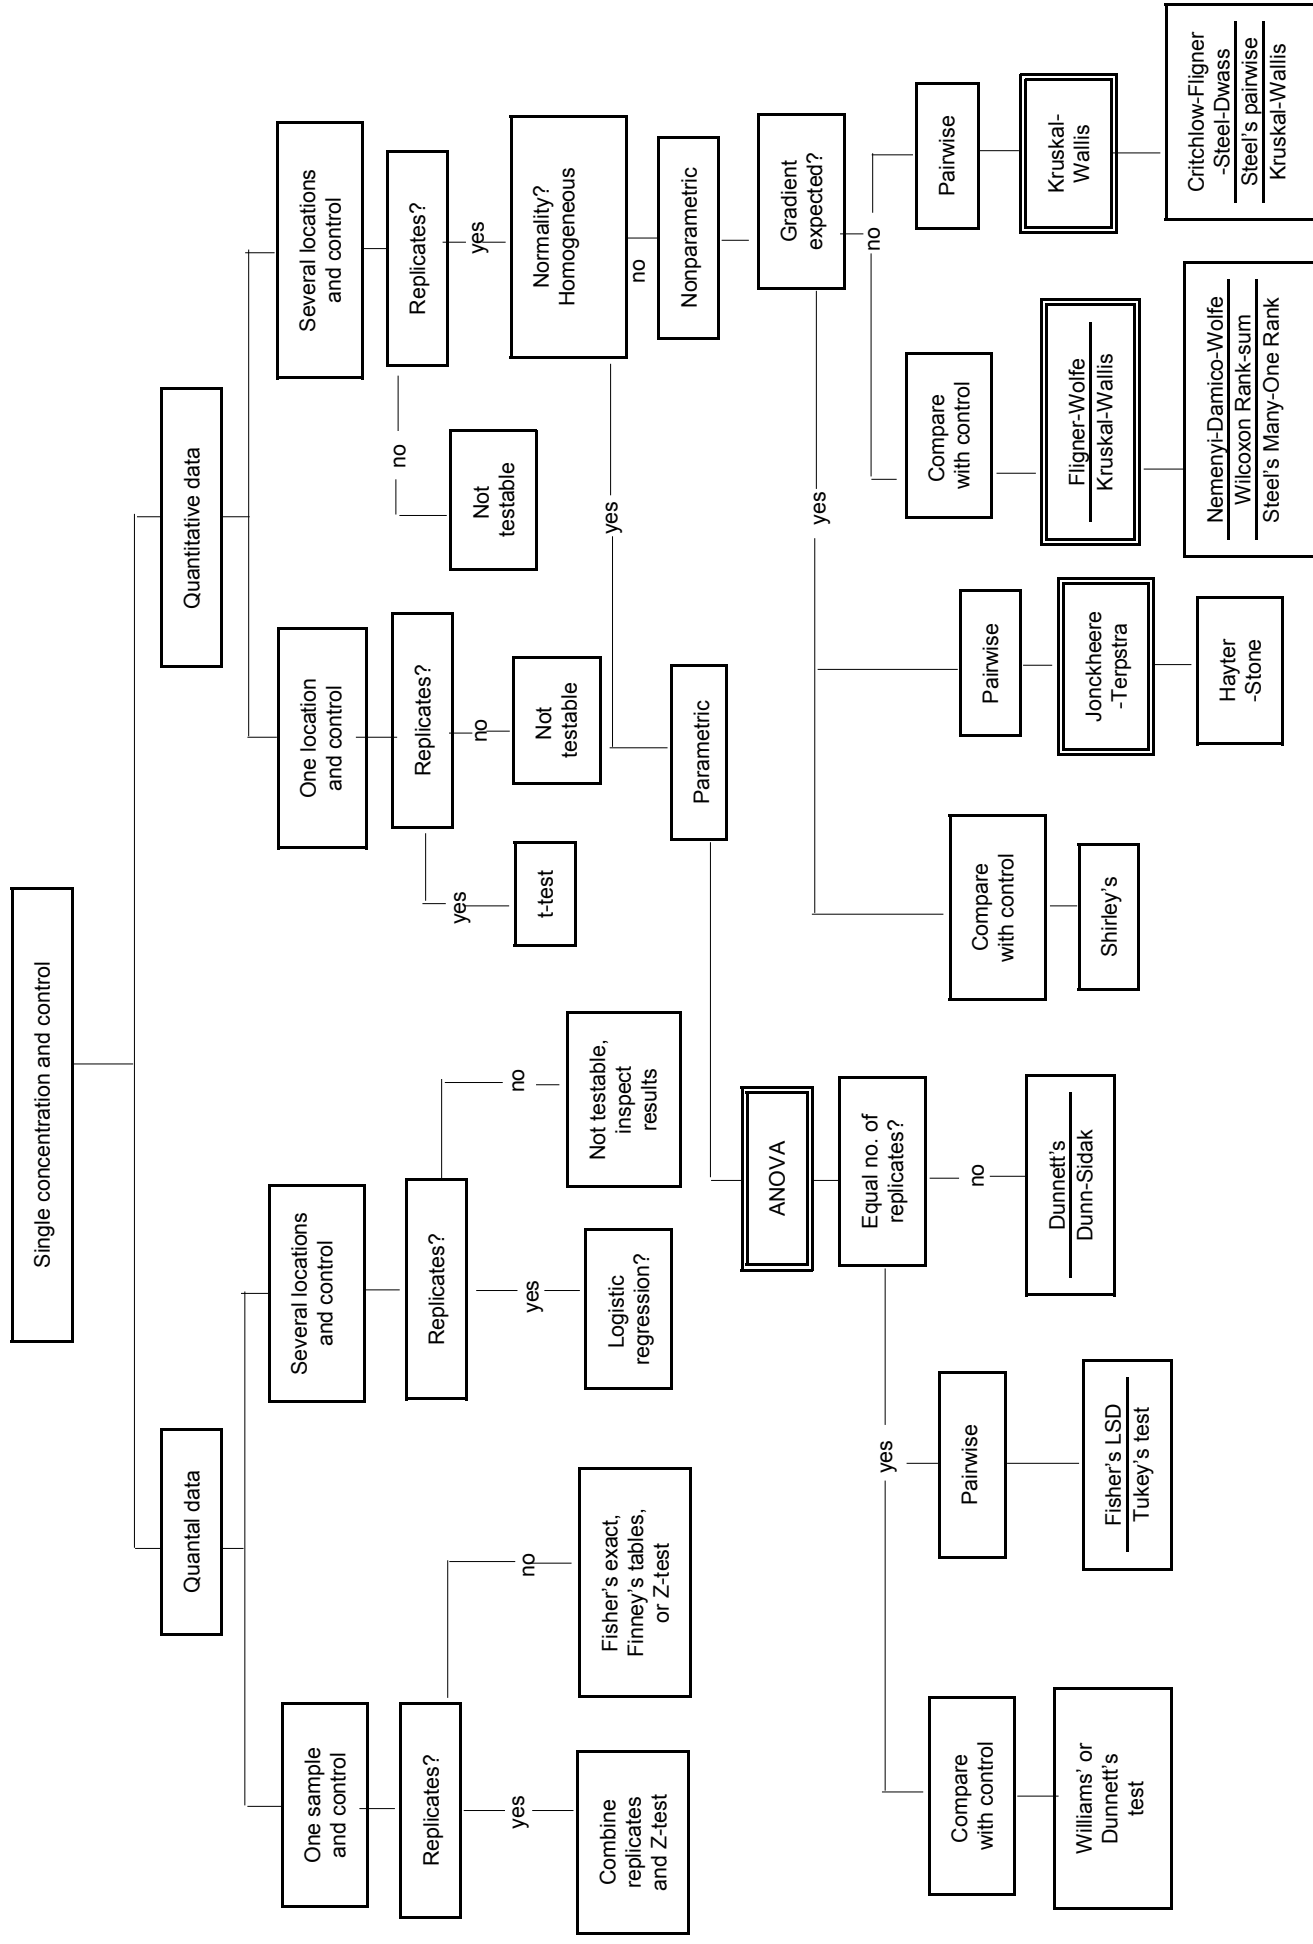 Single concentration and control
Quantal data
Quantitative data
One sample
and control
Several locations
and control
One location
and control
Several locations
and control
Replicates?
Replicates?
Replicates?
Replicates?
yes
no
yes
no
yes
no
no
yes
Combine
replicates
and Z-test
Fisher's exact,
Finney's tables,
or Z-test
Logistic
regression?
Not testable,
inspect
results
t-test
Not
testable
Not
testable
Normality?
Homogeneous
yes
no
Parametric
Nonparametric
ANOVA
Gradient
expected?
Equal no. of
replicates?
yes
no
yes
no
Compare
with control
Pairwise
Dunnett's
Dunn-Sidak
Compare
with control
Pairwise
Compare
with control
Pairwise
Williams' or
Dunnett's
test
Fisher's LSD
Tukey's test
Shirley's
Jonckheere
-Terpstra
Fligner-Wolfe
Kruskal-Wallis
Kruskal-
Wallis
Hayter
-Stone
Nemenyi-Damico-Wolfe
Wilcoxon Rank-sum
Steel's Many-One Rank
Critchlow-Fligner
-Steel-Dwass
Steel's pairwise
Kruskal-Wallis